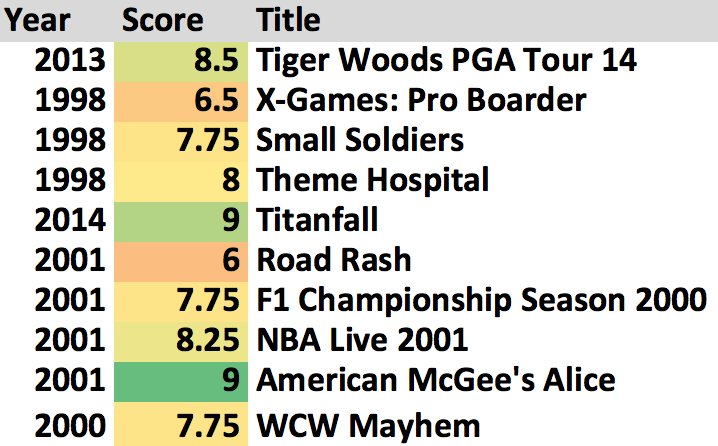 Year Score Title
2013 8.5 Tiger Woods PGA Tour 14
1998 6.5 X-Games: Pro Boarder
1998 7.75 Small Soldiers
1998 8 Theme Hospital
2014 9 Titanfall
2001 6 Road Rash
2001 7.75 F1 Championship Season 2000
2001 8.25 NBA Live 2001
2001 9 American McGee's Alice
2000 7.75 WCW Mayhem